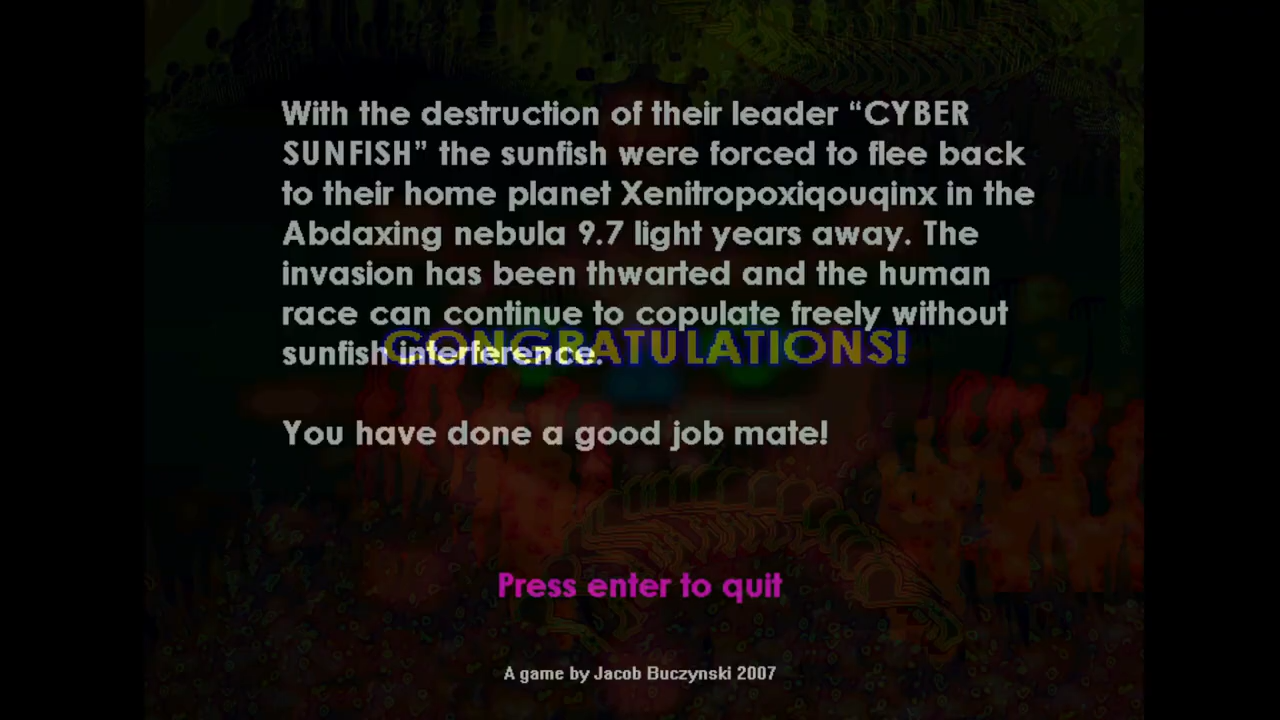 With the destruction of their leader “CYBER
SUNFISH” the sunfish were forced to flee back
to their home planet Xenitropoxiqouqinx in the
Abdaxing nebula 9.7 light years away. The
invasion has been thwarted and the human
race can continue to copulate freely without
sunfish interference.
CONGRATULATIONS!
You have done a good job mate!
Press enter to quit
A game by Jacob Buczynski 2007